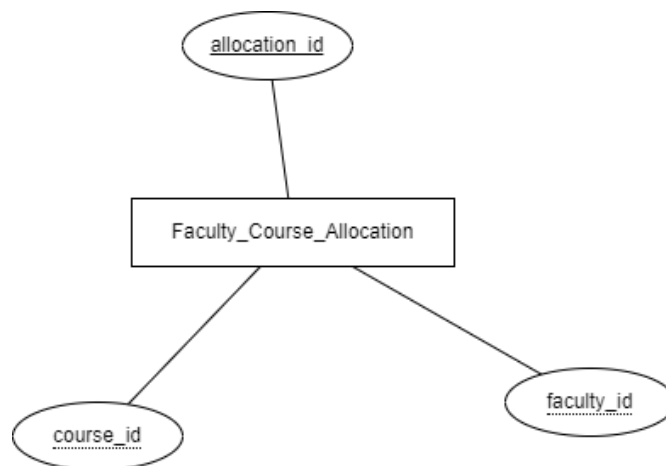 allocation_id
Faculty_Course_Allocation
faculty_id
course_id